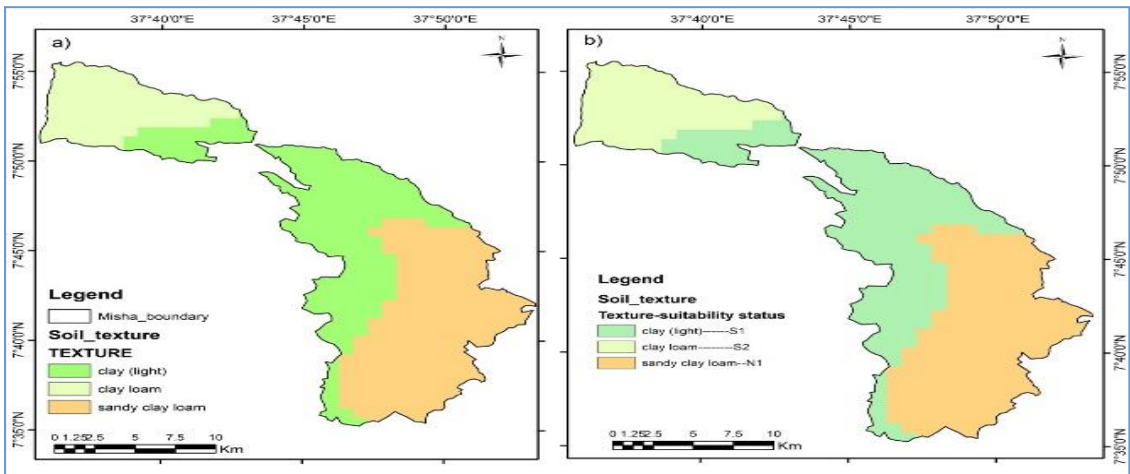 37°40'0"E 37°45'0"E 37°50'0"E
a)
N
7°55'0"N
7°50'0"N
7°45'0"N
7°40'0"N
7°35'0"N
Legend
Misha_boundary
Soil_texture
TEXTURE
clay (light)
clay loam
sandy clay loam
0 1.252.5 5 7.5 10
Km
37°40'0"E 37°45'0"E 37°50'0"E
b)
N
7°55'0"N
7°50'0"N
7°45'0"N
7°40'0"N
7°35'0"N
Legend
Soil_texture
Texture-suitability status
clay (light)------S1
clay loam--------S2
sandy clay loam--N1
0 1.252.5 5 7.5 10
Km